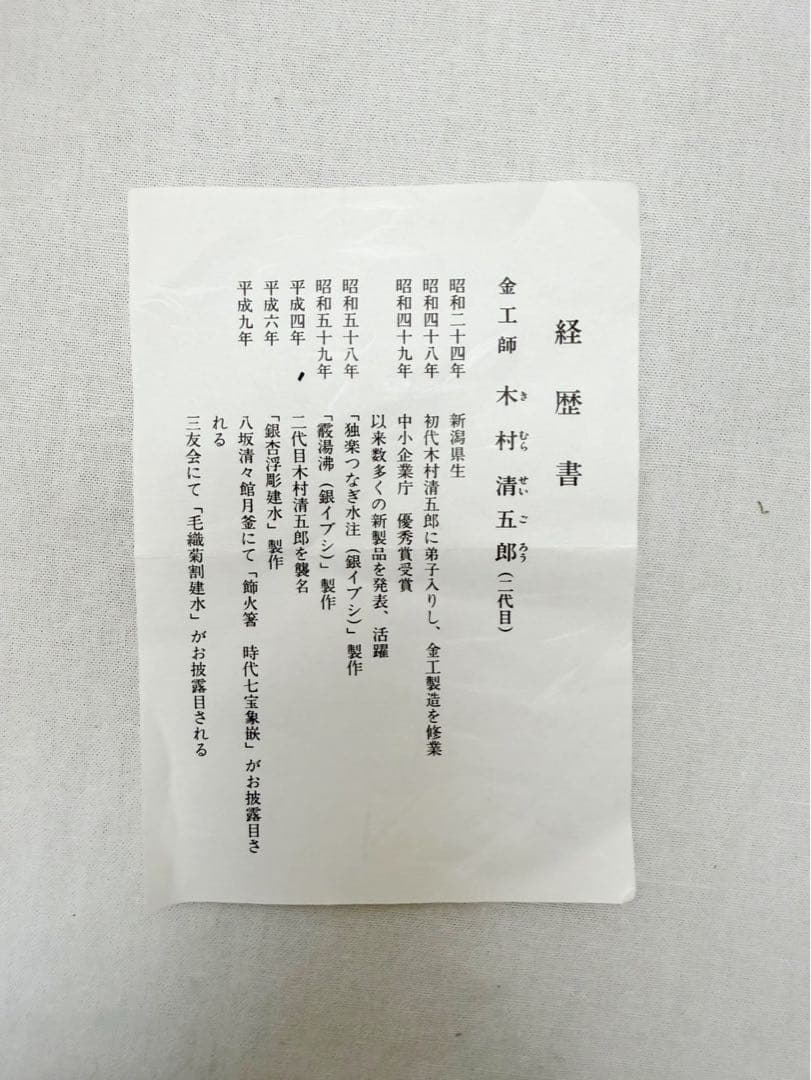 経歴書
金工師 木村清五郎(二代目)
きむらせいごろう
昭和二十四年 新潟県生
昭和四十八年 初代木村清五郎に弟子入りし、金工製造を修業
昭和四十九年 中小企業庁 優秀賞受賞
以来数多くの新製品を発表、活躍
昭和五十八年 「独楽つなぎ水注(銀イブシ)」製作
昭和五十九年 「霰湯沸(銀イブシ)」製作
平成四年 二代目木村清五郎を襲名
平成六年 「銀杏浮彫建水」製作
平成九年 八坂清々館月釜にて「飾火箸 時代七宝象嵌」がお披露目さ
れる
三友会にて「毛織菊割建水」がお披露目される